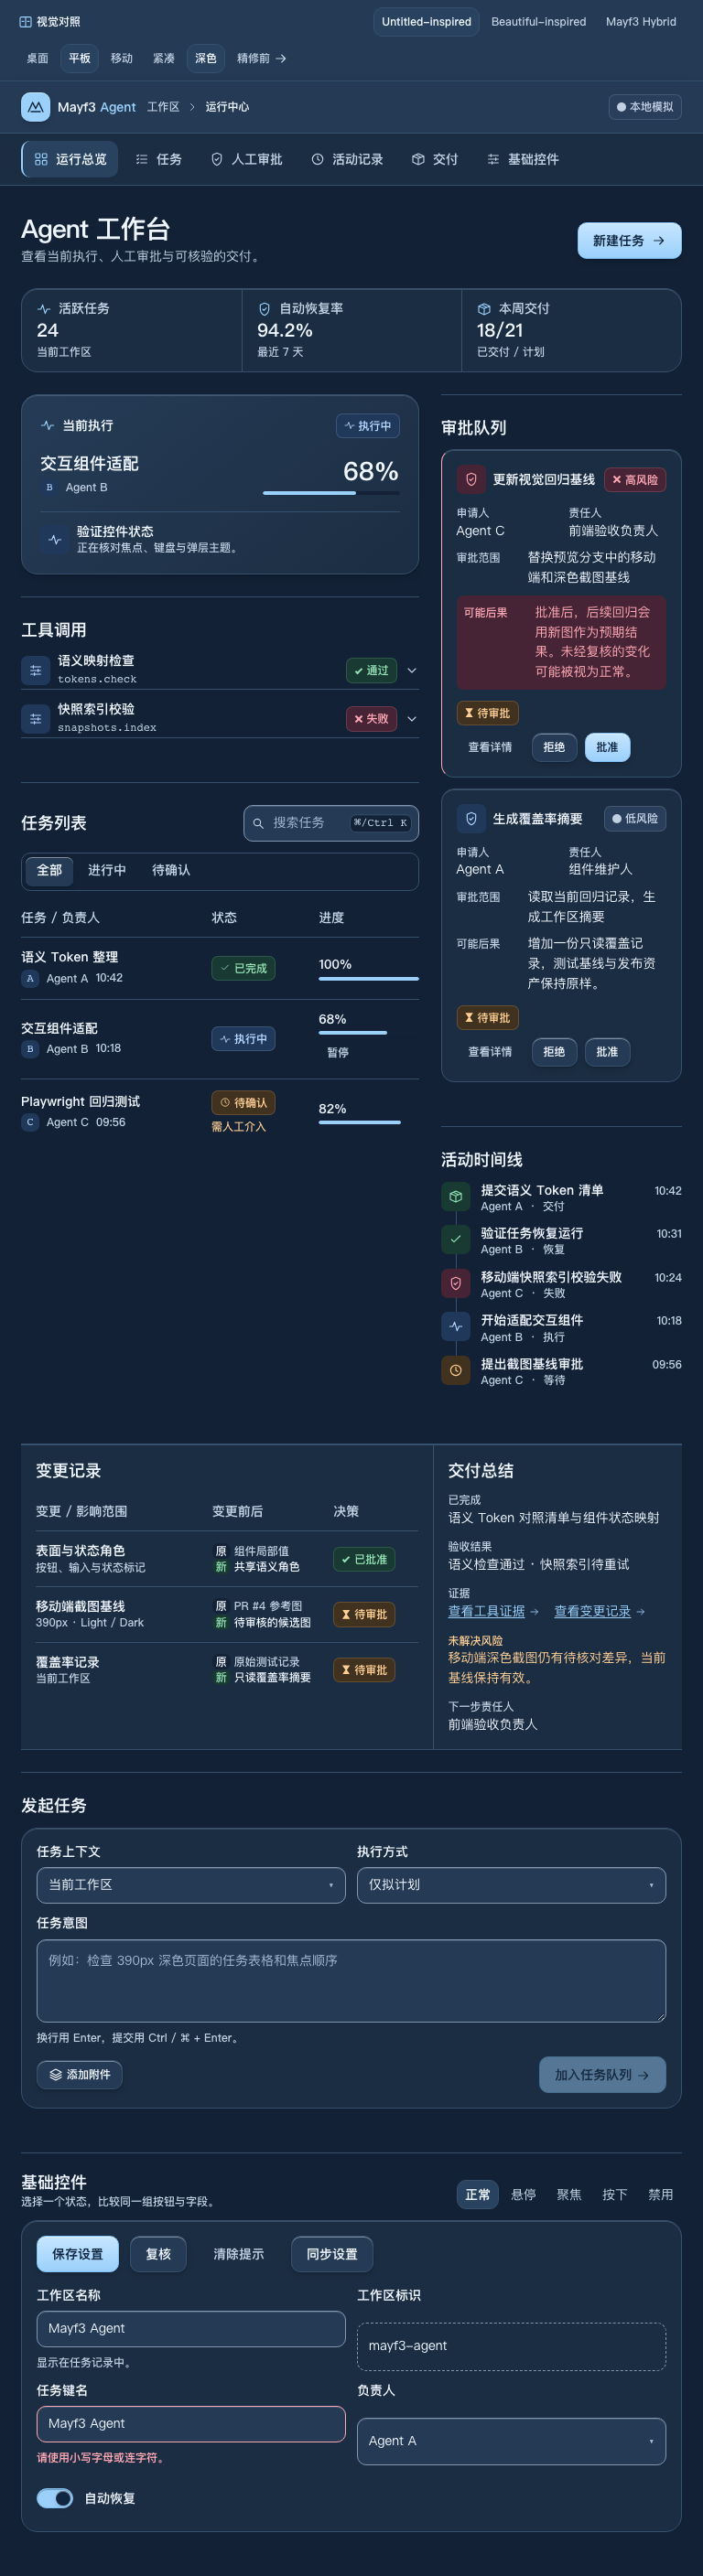 视觉对照
Untitled-inspired
Beautiful-inspired
Mayf3 Hybrid
桌面
平板
移动
紧凑
深色
精修前 →
Mayf3 Agent
工作区 > 运行中心
本地模拟
运行总览
任务
人工审批
活动记录
交付
基础控件
Agent 工作台
查看当前执行、人工审批与可核验的交付。
新建任务 →
活跃任务
24
当前工作区
自动恢复率
94.2%
最近 7 天
本周交付
18/21
已交付 / 计划
当前执行
执行中
交互组件适配
B Agent B
68%
验证控件状态
正在核对焦点、键盘与弹层主题。
工具调用
语义映射检查
tokens.check
通过
快照索引校验
snapshots.index
失败
审批队列
更新视觉回归基线
高风险
申请人
Agent C
责任人
前端验收负责人
审批范围
替换预览分支中的移动
端和深色截图基线
可能后果
批准后，后续回归会
用新图作为预期结
果。未经复核的变化
可能被视为正常。
待审批
查看详情
拒绝
批准
生成覆盖率摘要
低风险
申请人
Agent A
责任人
组件维护人
审批范围
读取当前回归记录，生
成工作区摘要
可能后果
增加一份只读覆盖记
录，测试基线与发布资
产保持原样。
待审批
查看详情
拒绝
批准
任务列表
搜索任务
⌘/Ctrl K
全部
进行中
待确认
任务 / 负责人
状态
进度
语义 Token 整理
A Agent A 10:42
已完成
100%
交互组件适配
B Agent B 10:18
执行中
68%
暂停
Playwright 回归测试
C Agent C 09:56
待确认
需人工介入
82%
活动时间线
提交语义 Token 清单
10:42
Agent A · 交付
验证任务恢复运行
10:31
Agent B · 恢复
移动端快照索引校验失败
10:24
Agent C · 失败
开始适配交互组件
10:18
Agent B · 执行
提出截图基线审批
09:56
Agent C · 等待
变更记录
变更 / 影响范围
变更前后
决策
表面与状态角色
按钮、输入与状态标记
原 组件局部值
新 共享语义角色
已批准
移动端截图基线
390px · Light / Dark
原 PR #4 参考图
新 待审核的候选图
待审批
覆盖率记录
当前工作区
原 原始测试记录
新 只读覆盖率摘要
待审批
交付总结
已完成
语义 Token 对照清单与组件状态映射
验收结果
语义检查通过 · 快照索引待重试
证据
查看工具证据 →
查看变更记录 →
未解决风险
移动端深色截图仍有待核对差异，当前
基线保持有效。
下一步责任人
前端验收负责人
发起任务
任务上下文
当前工作区
执行方式
仅拟计划
任务意图
例如：检查 390px 深色页面的任务表格和焦点顺序
换行用 Enter，提交用 Ctrl / ⌘ + Enter。
添加附件
加入任务队列 →
基础控件
选择一个状态，比较同一组按钮与字段。
正常
悬停
聚焦
按下
禁用
保存设置
复核
清除提示
同步设置
工作区名称
Mayf3 Agent
显示在任务记录中。
工作区标识
mayf3-agent
任务键名
Mayf3 Agent
请使用小写字母或连字符。
负责人
Agent A
自动恢复